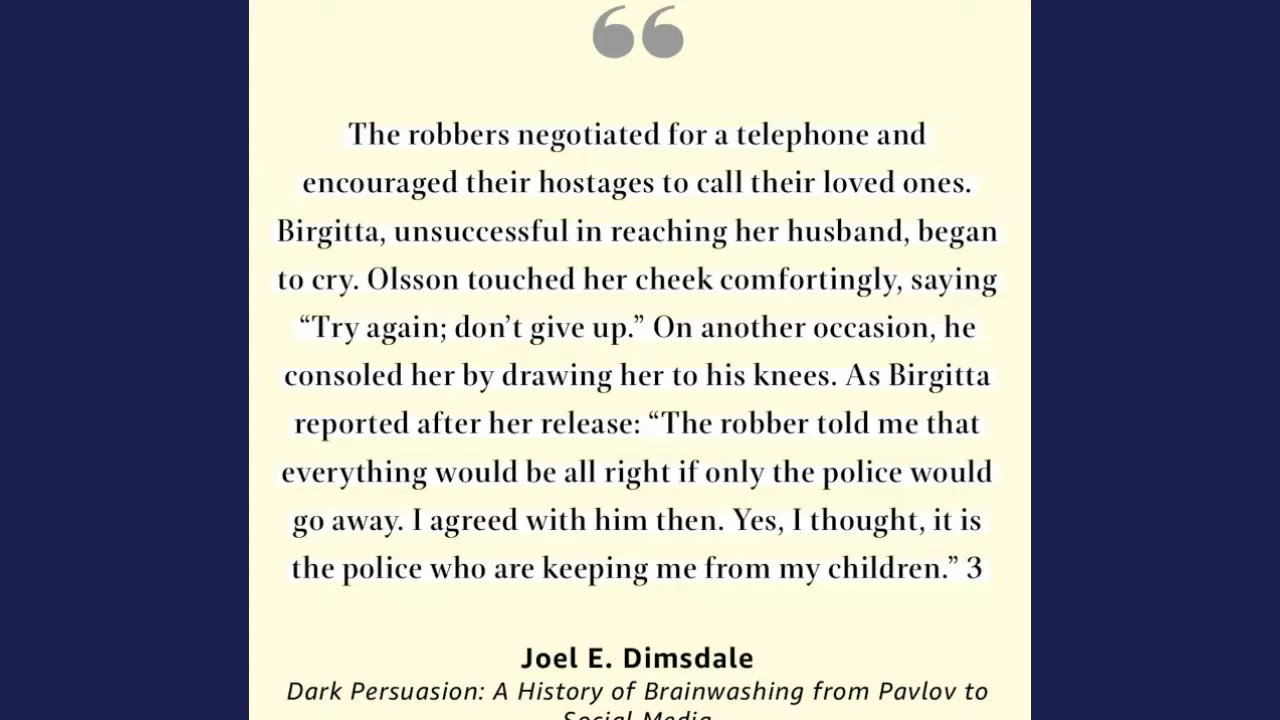 “
The robbers negotiated for a telephone and
encouraged their hostages to call their loved ones.
Birgitta, unsuccessful in reaching her husband, began
to cry. Olsson touched her cheek comfortingly, saying
“Try again; don’t give up.” On another occasion, he
consoled her by drawing her to his knees. As Birgitta
reported after her release: “The robber told me that
everything would be all right if only the police would
go away. I agreed with him then. Yes, I thought, it is
the police who are keeping me from my children.” 3
Joel E. Dimsdale
Dark Persuasion: A History of Brainwashing from Pavlov to
Social Media